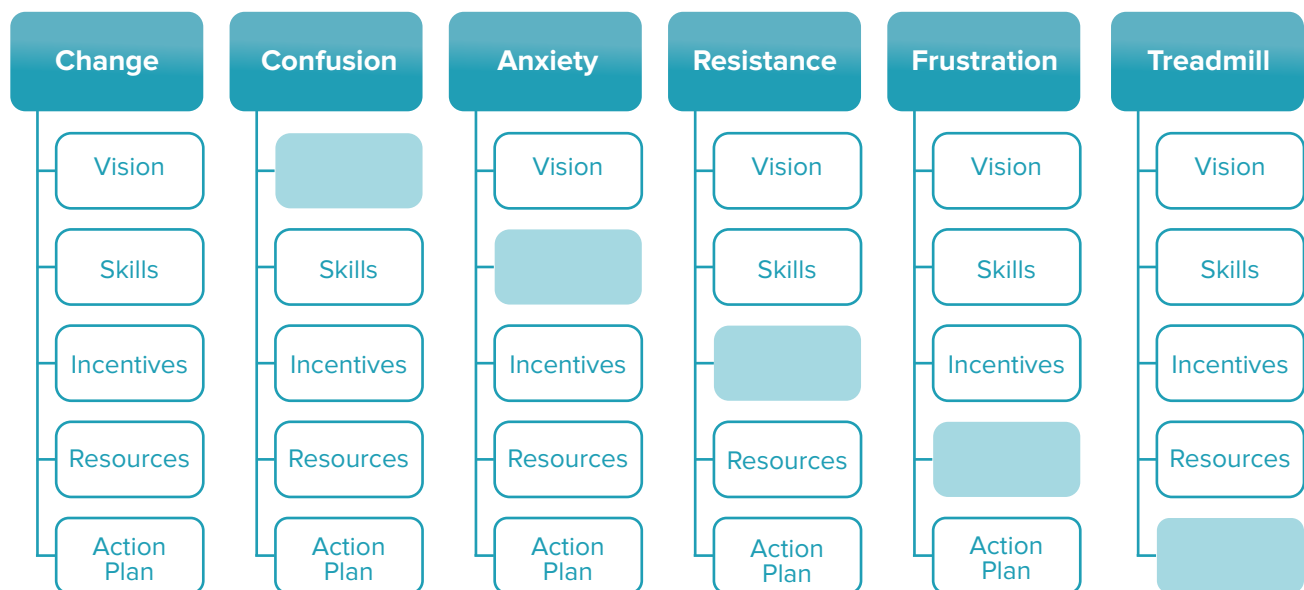 Change
Vision
Skills
Incentives
Resources
Action
Plan
Confusion
Skills
Incentives
Resources
Action
Plan
Anxiety
Vision
Incentives
Resources
Action
Plan
Resistance
Vision
Skills
Resources
Action
Plan
Frustration
Vision
Skills
Incentives
Action
Plan
Treadmill
Vision
Skills
Incentives
Resources